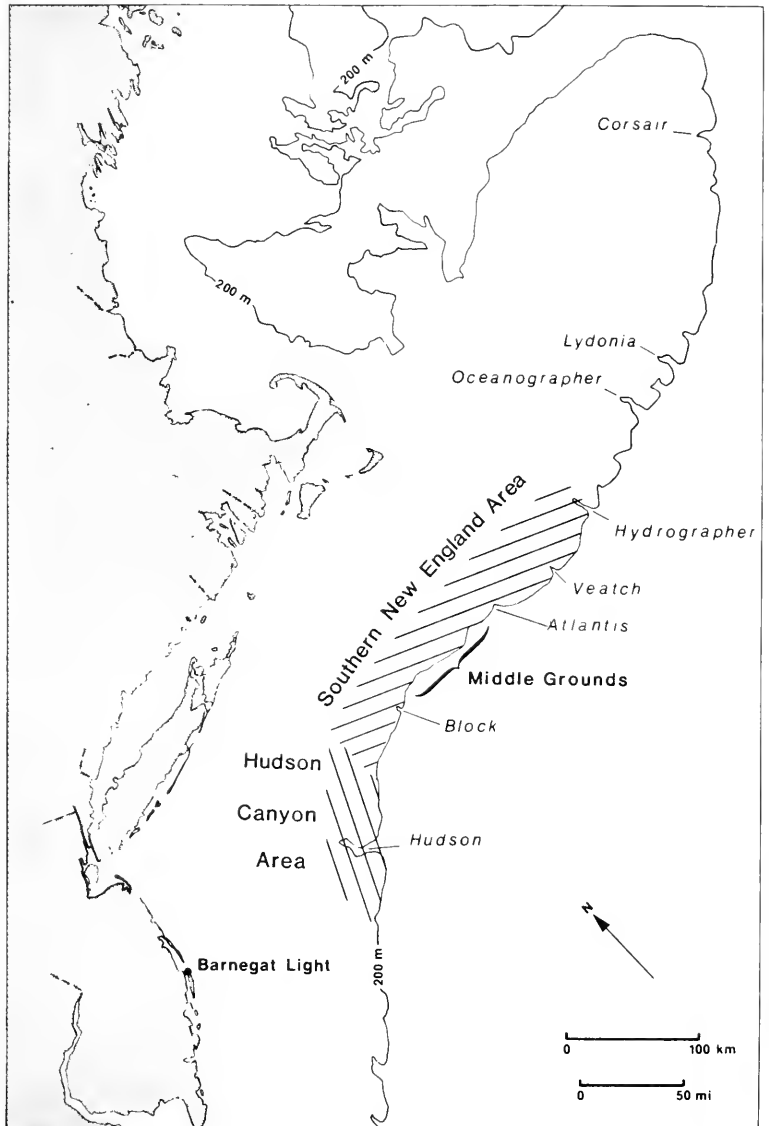 200 m
Corsair
200 m
Lydonia
Oceanographer
Southern New England Area
Hydrographer
Veatch
Atlantis
Middle Grounds
Block
Hudson
Canyon
Area
Hudson
N
Barnegat Light
200 m
0 100 km
0 50 mi